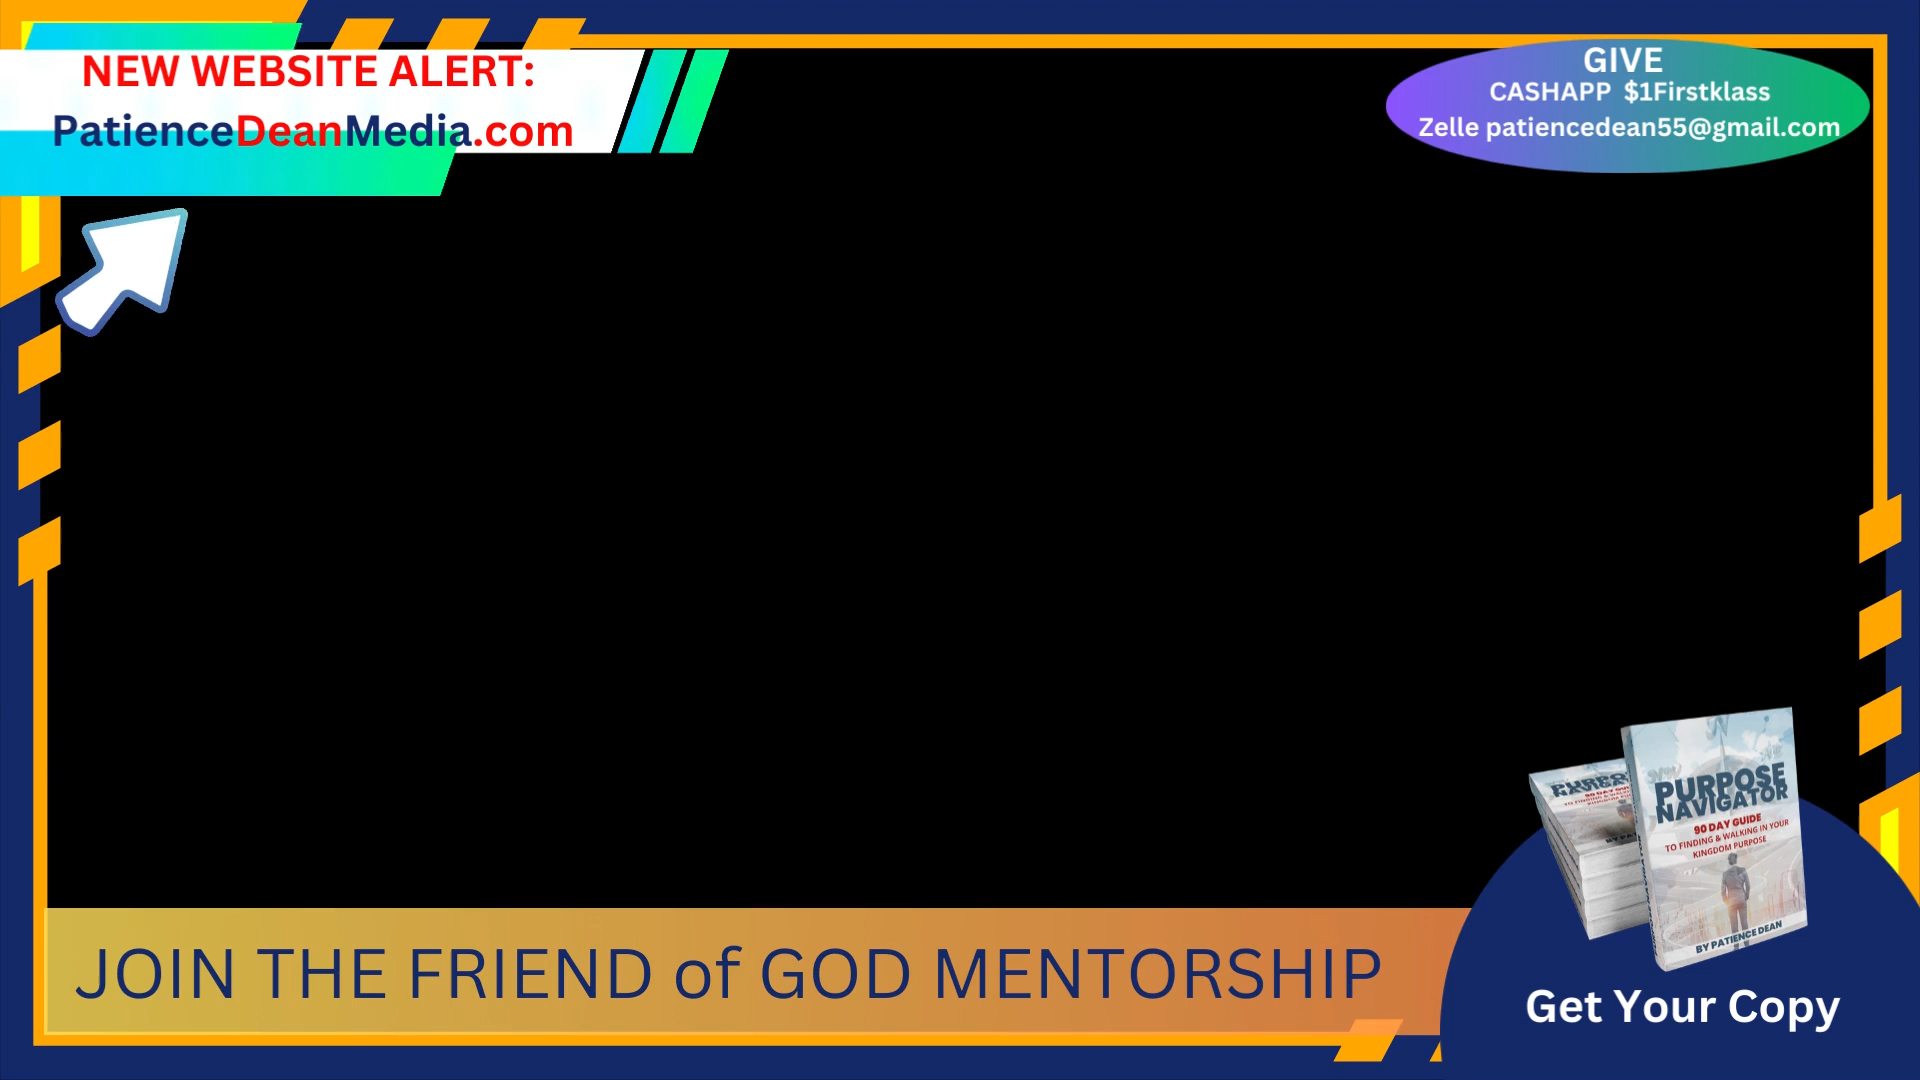 NEW WEBSITE ALERT:
PatienceDeanMedia.com
GIVE
CASHAPP $1Firstklass
Zelle patiencedean55@gmail.com
PURPOSE
NAVIGATOR
90 DAY GUIDE
TO FINDING & WALKING IN YOUR
KINGDOM PURPOSE
BY PATIENCE DEAN
Get Your Copy
JOIN THE FRIEND of GOD MENTORSHIP